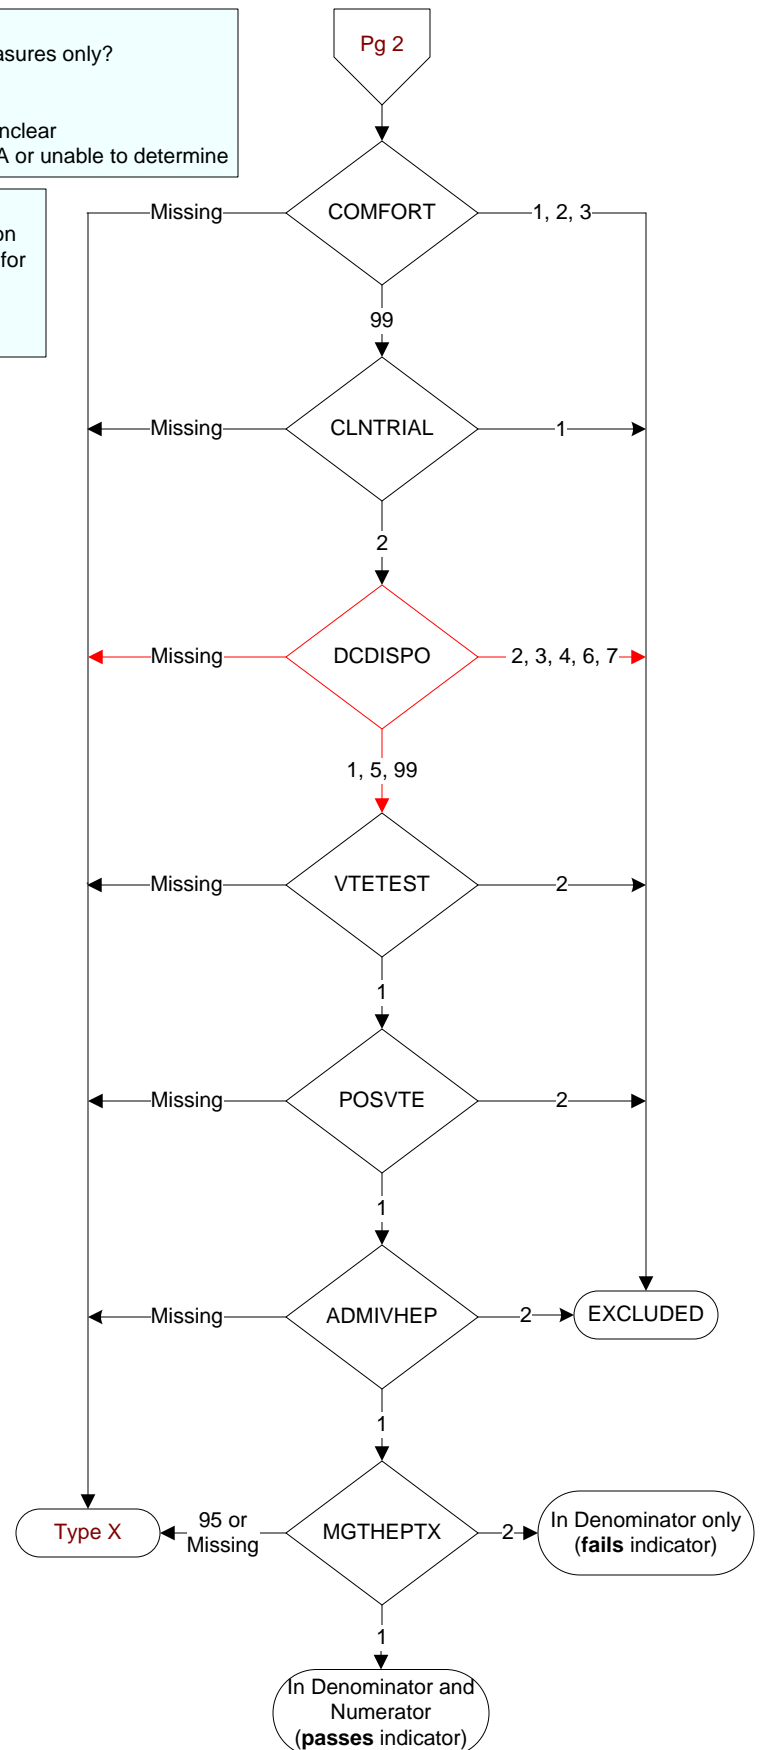 asures only?
Pg 2
nclear
A or unable to determine
on
for
Missing
COMFORT
1, 2, 3
99
Missing
CLNTRIAL
1
2
Missing
DCDISPO
2, 3, 4, 6, 7
1, 5, 99
Missing
VTETEST
2
1
Missing
POSVTE
2
1
Missing
ADMIVHEP
2
EXCLUDED
1
Type X
95 or
Missing
MGTHEPTX
2
In Denominator only
(fails indicator)
1
In Denominator and
Numerator
(passes indicator)